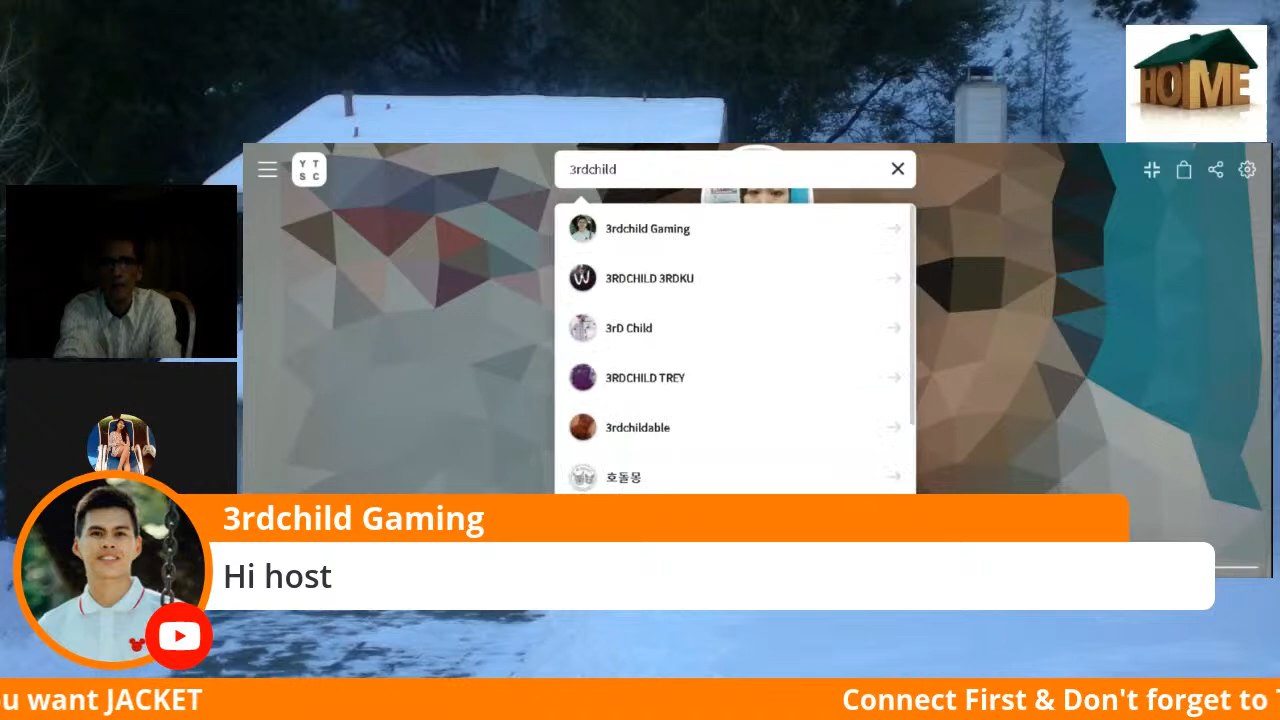 HOME
Y T
S C
3rdchild
3rdchild Gaming
3RDCHILD 3RDKU
3rD Child
3RDCHILD TREY
3rdchildable
호돌몽
3rdchild Gaming
Hi host
u want JACKET
Connect First & Don't forget to